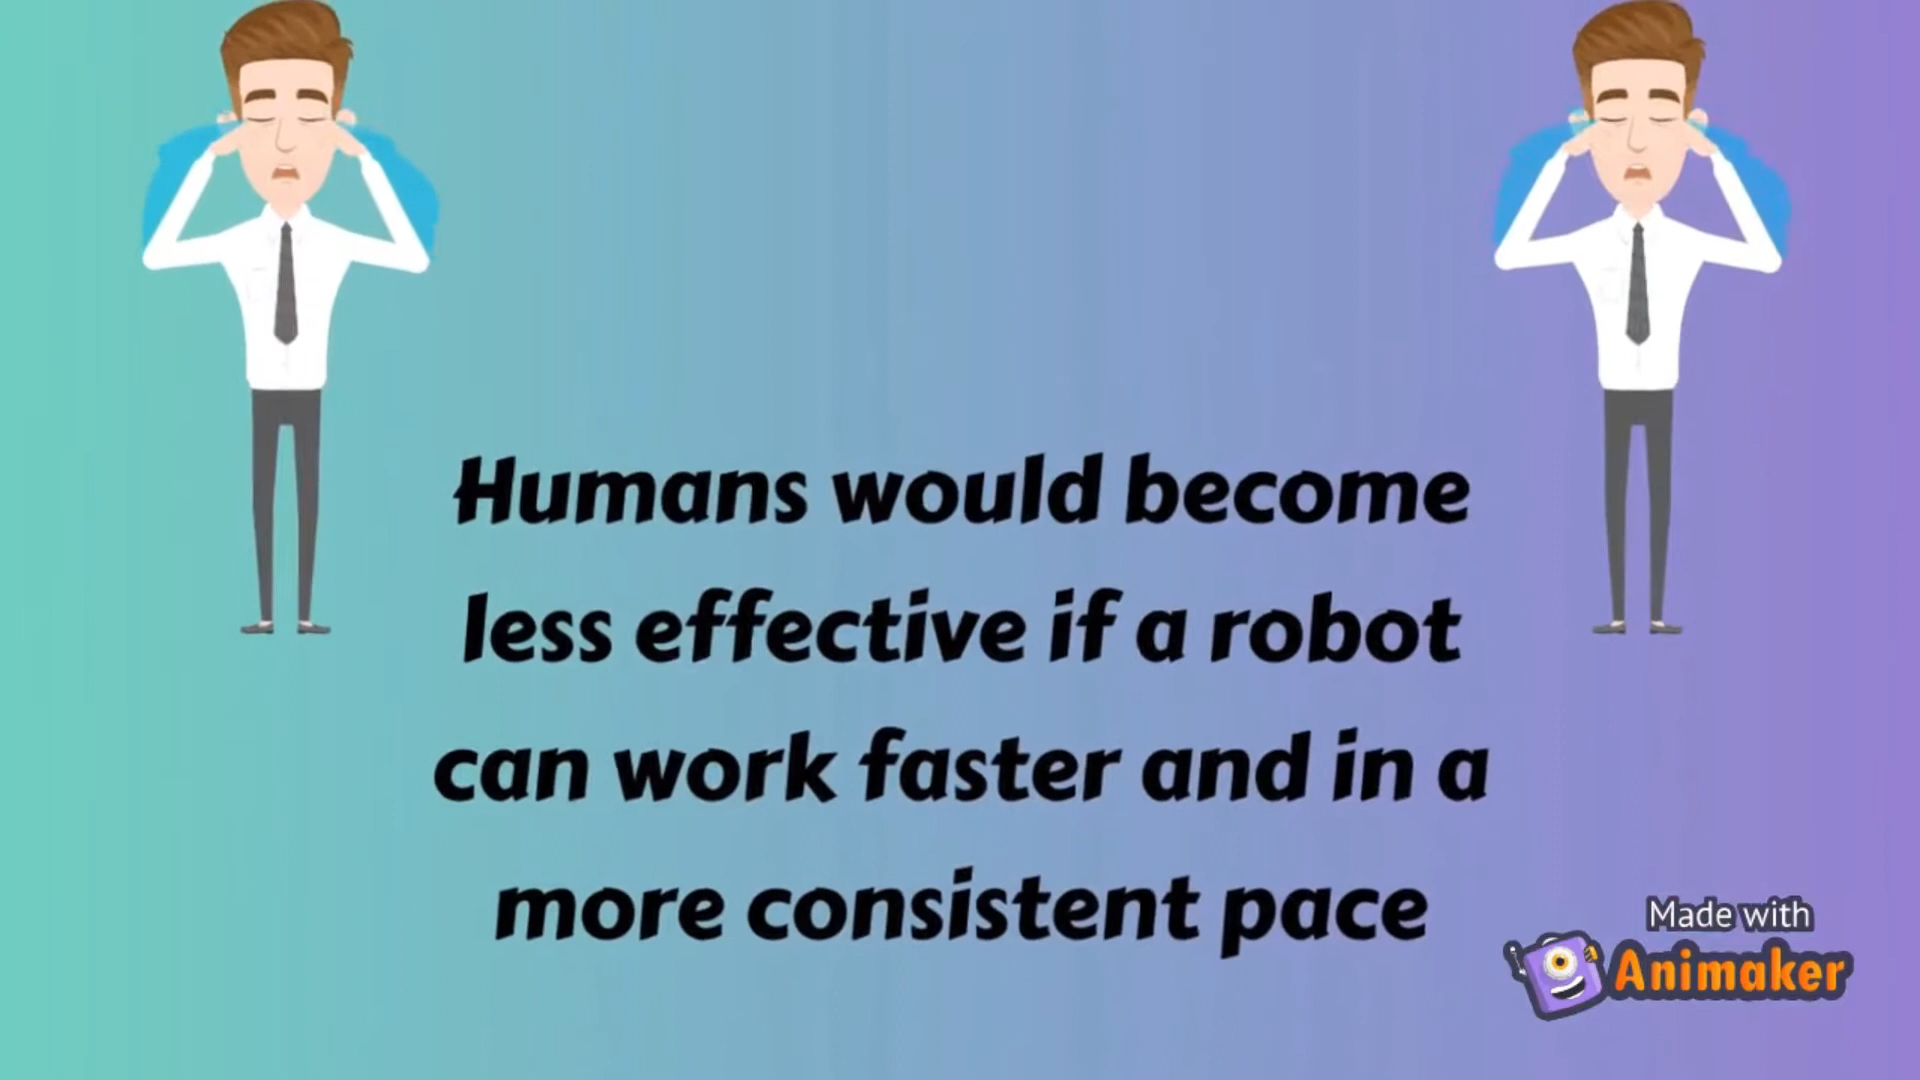 Humans would become
less effective if a robot
can work faster and in a
more consistent pace
Made with
Animaker